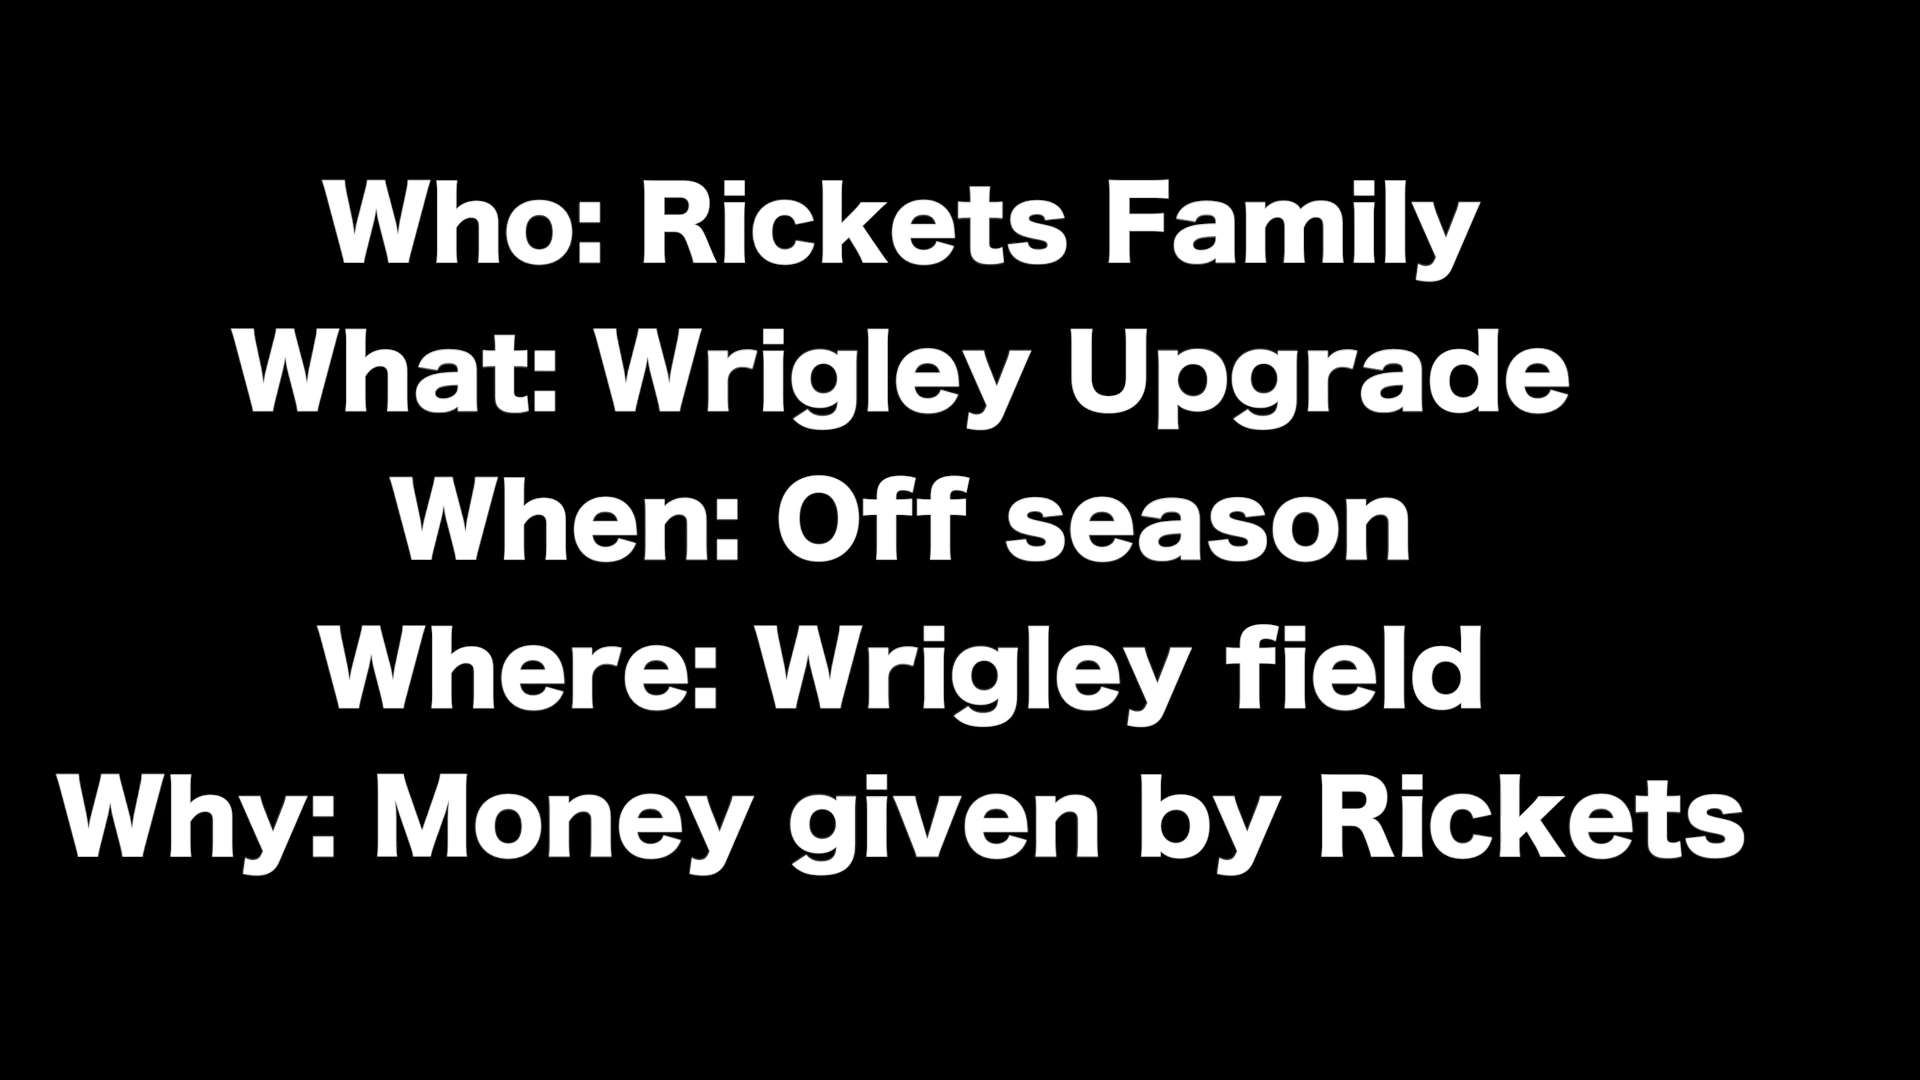 Who: Rickets Family
What: Wrigley Upgrade
When: Off season
Where: Wrigley field
Why: Money given by Rickets